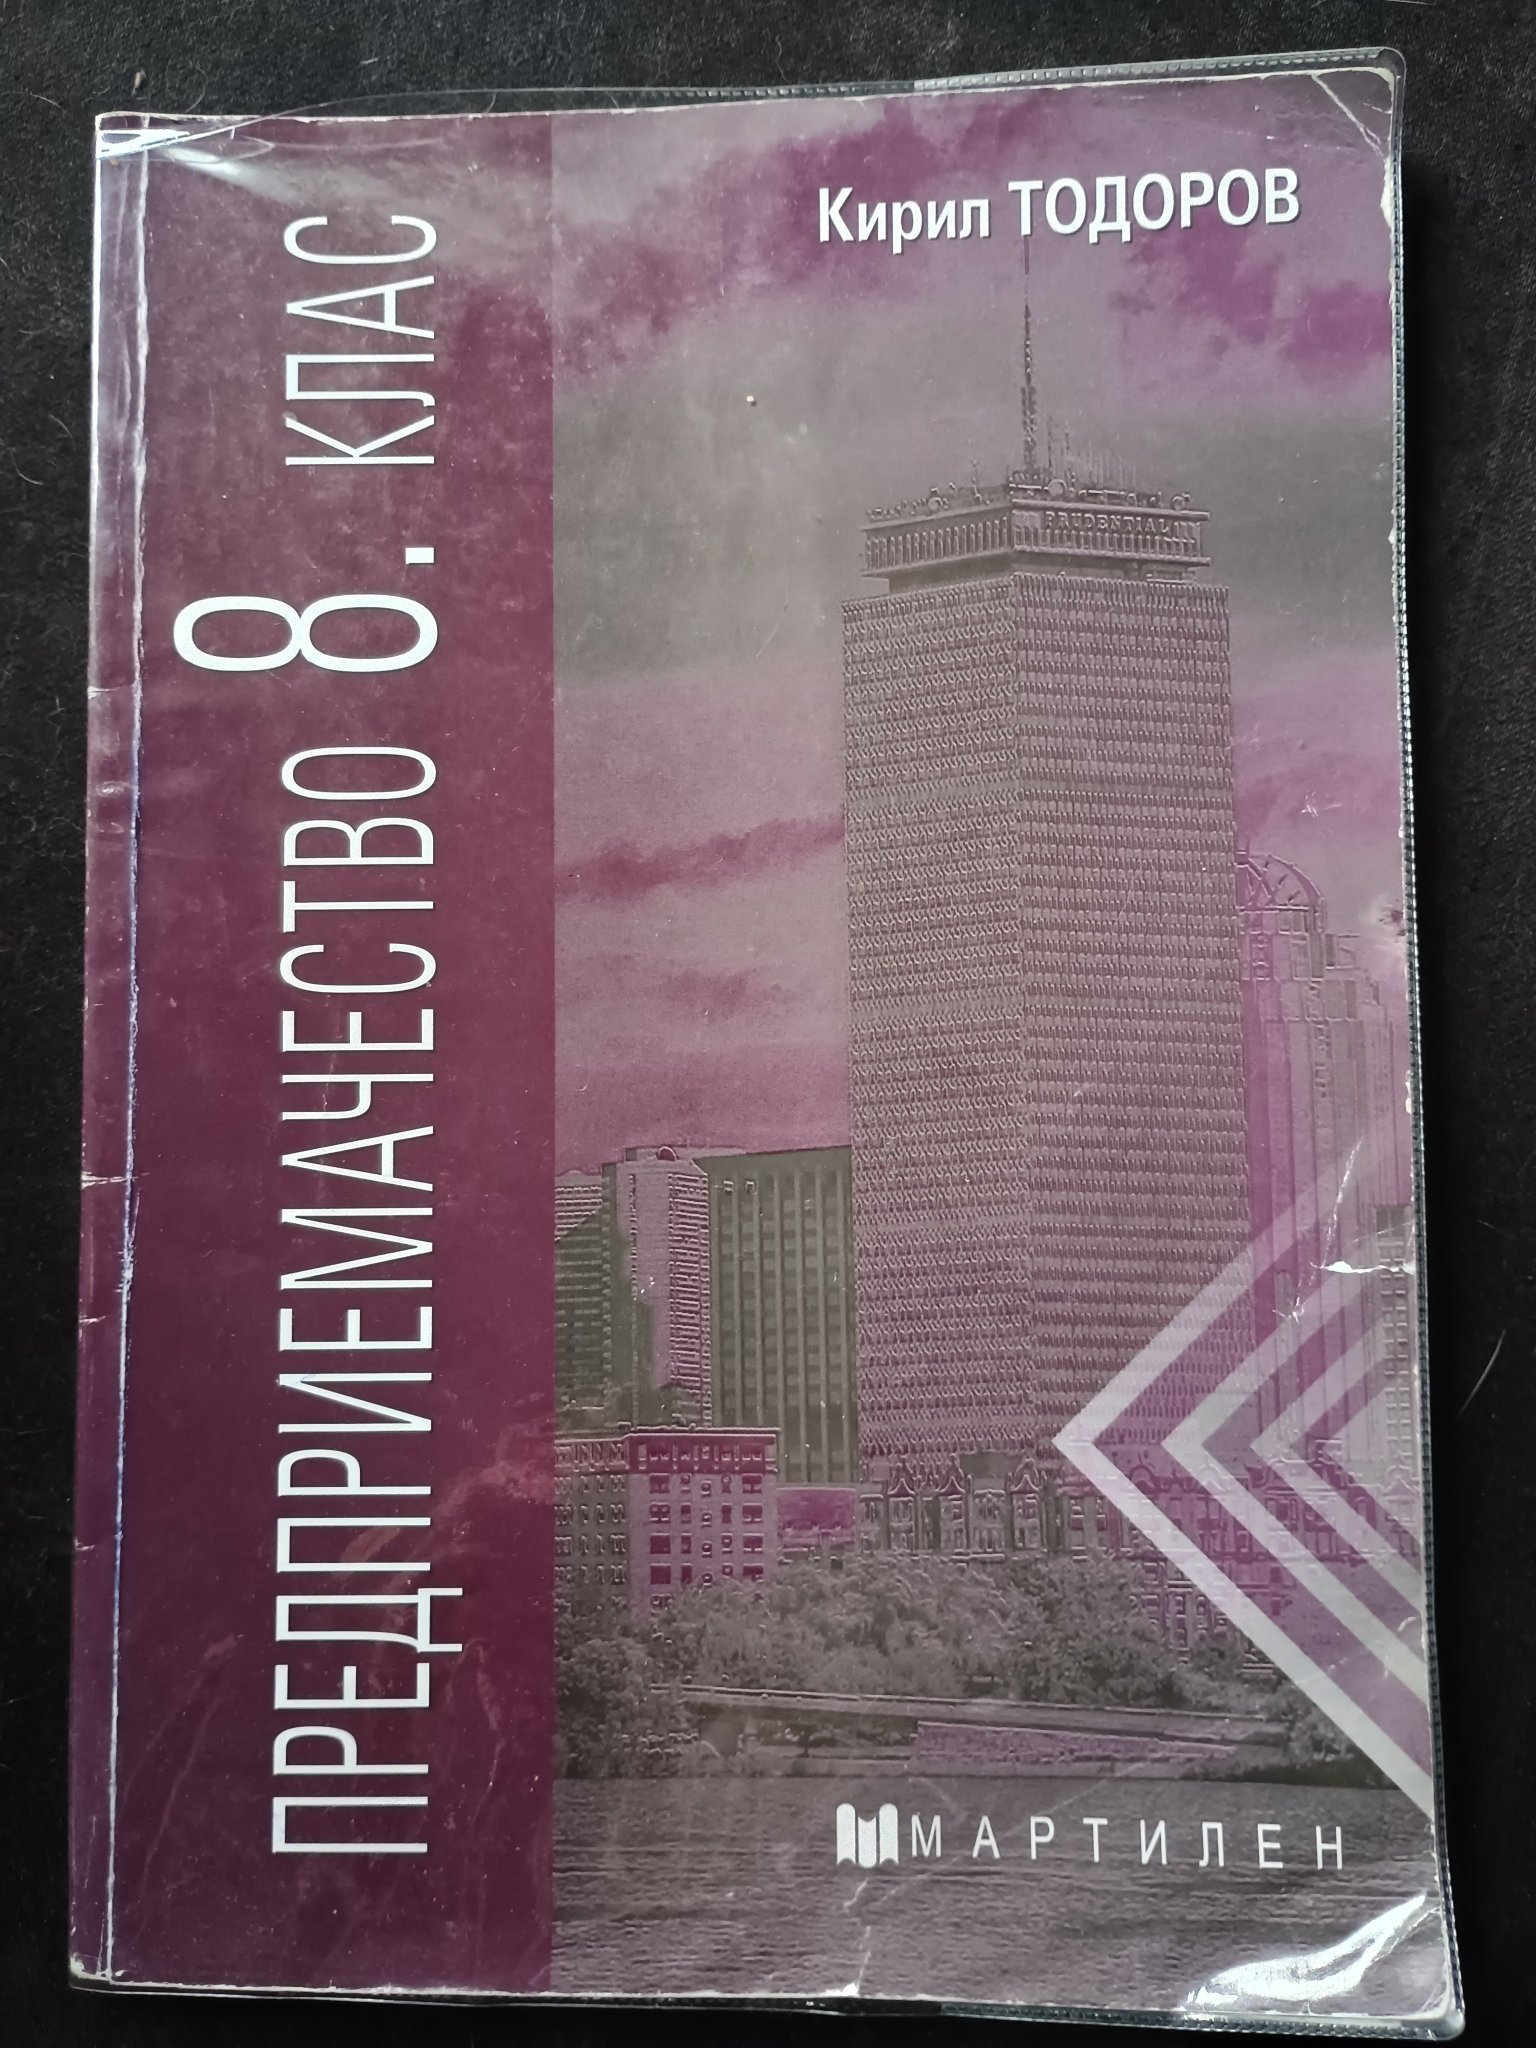 Кирил ТОДОРОВ
ПРЕДПРИЕМАЧЕСТВО 8. КЛАС
PRUDENTIAL
МАРТИЛЕН